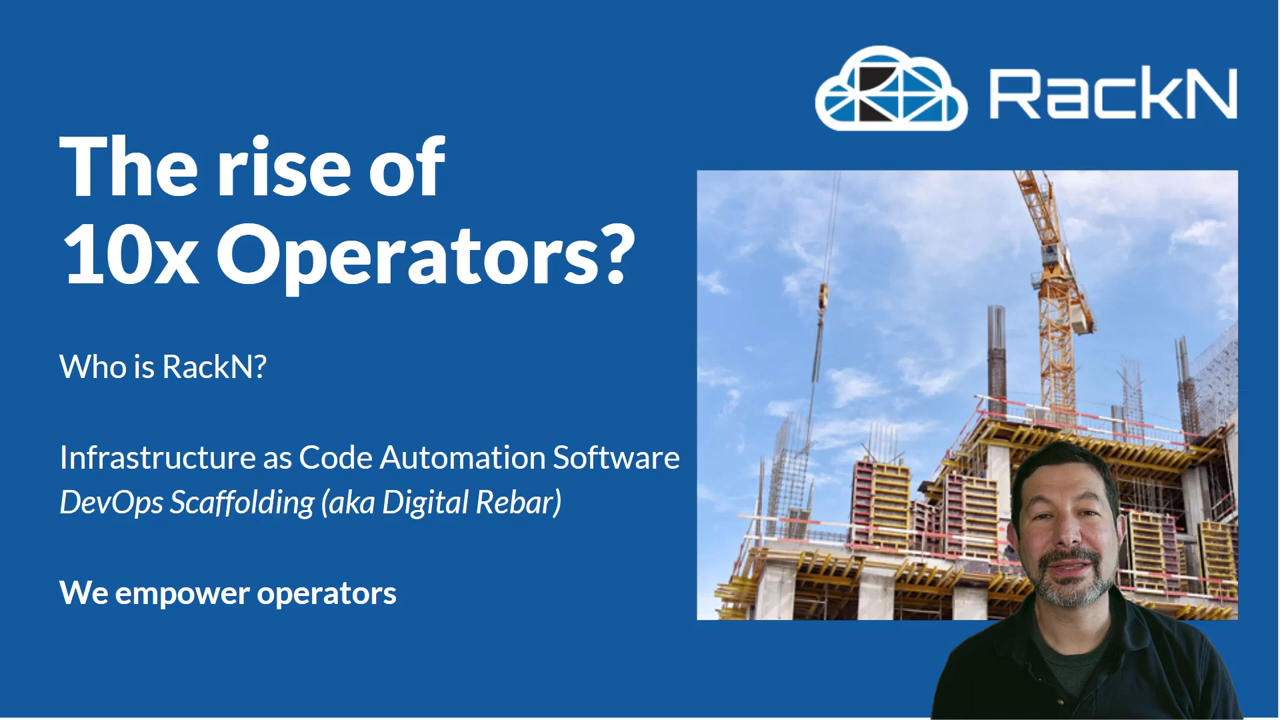 RackN
The rise of
10x Operators?
Who is RackN?
Infrastructure as Code Automation Software
DevOps Scaffolding (aka Digital Rebar)
We empower operators